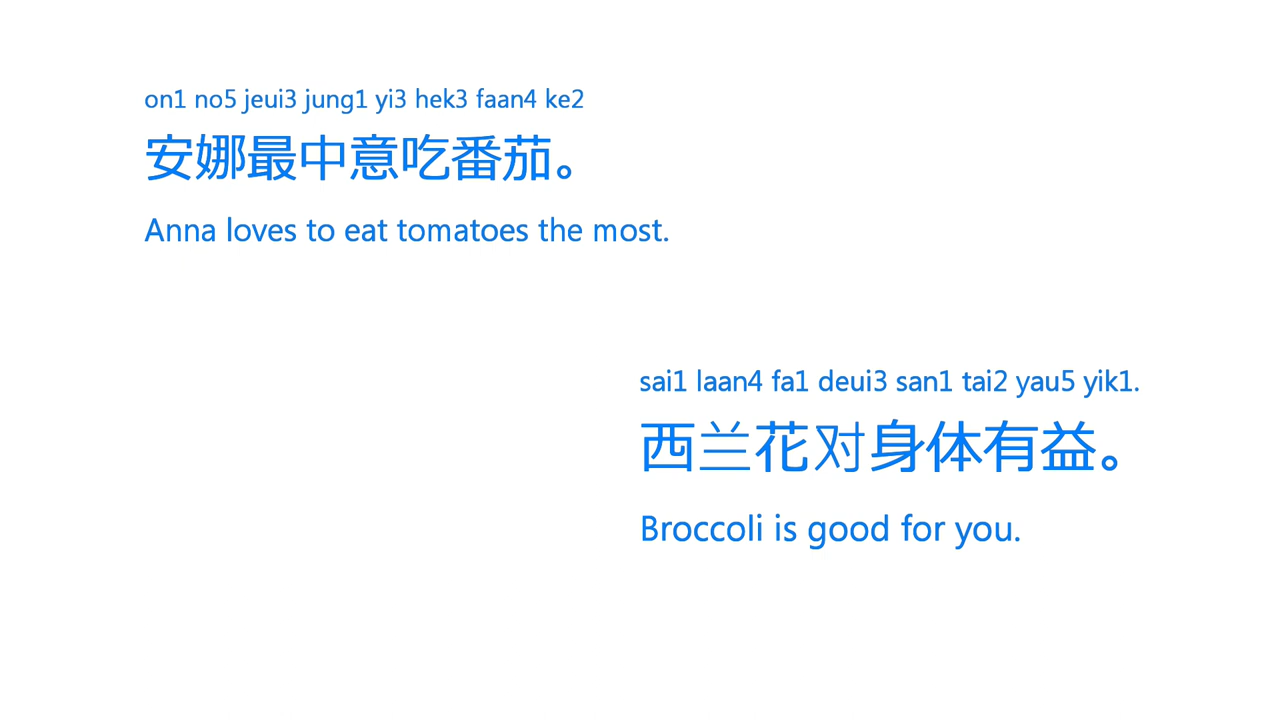 on1 no5 jeui3 jung1 yi3 hek3 faan4 ke2
安娜最中意吃番茄。
Anna loves to eat tomatoes the most.
sai1 laan4 fa1 deui3 san1 tai2 yau5 yik1.
西兰花对身体有益。
Broccoli is good for you.